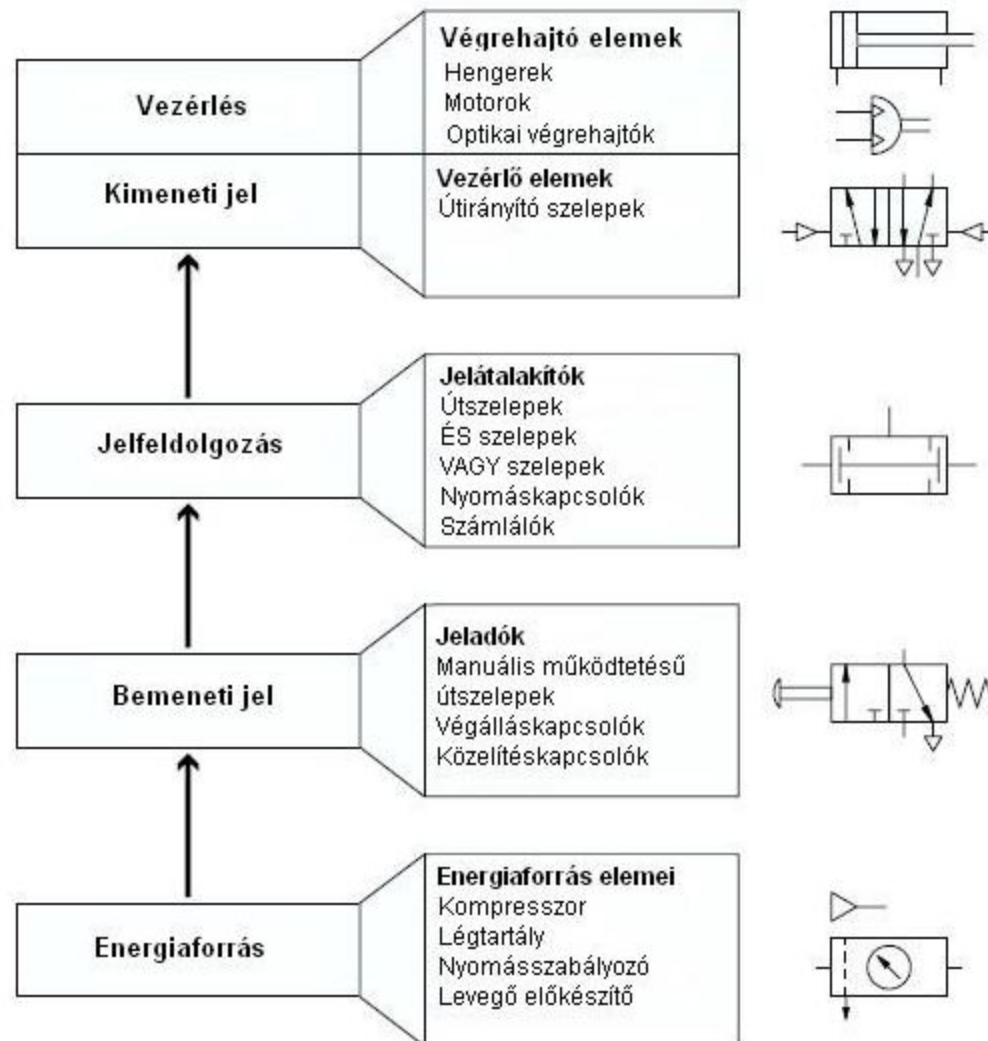 Vezérlés
Végrehajtó elemek
Hengerek
Motorok
Optikai végrehajtók
Kimeneti jel
Vezérlő elemek
Útirányító szelepek
Jelfeldolgozás
Jelátalakítók
Útszelepek
ÉS szelepek
VAGY szelepek
Nyomáskapcsolók
Számlálók
Bemeneti jel
Jeladók
Manuális működtetésű
útszelepek
Végálláskapcsolók
Közelítéskapcsolók
Energiaforrás
Energiaforrás elemei
Kompresszor
Légtartály
Nyomásszabályozó
Levegő előkészítő